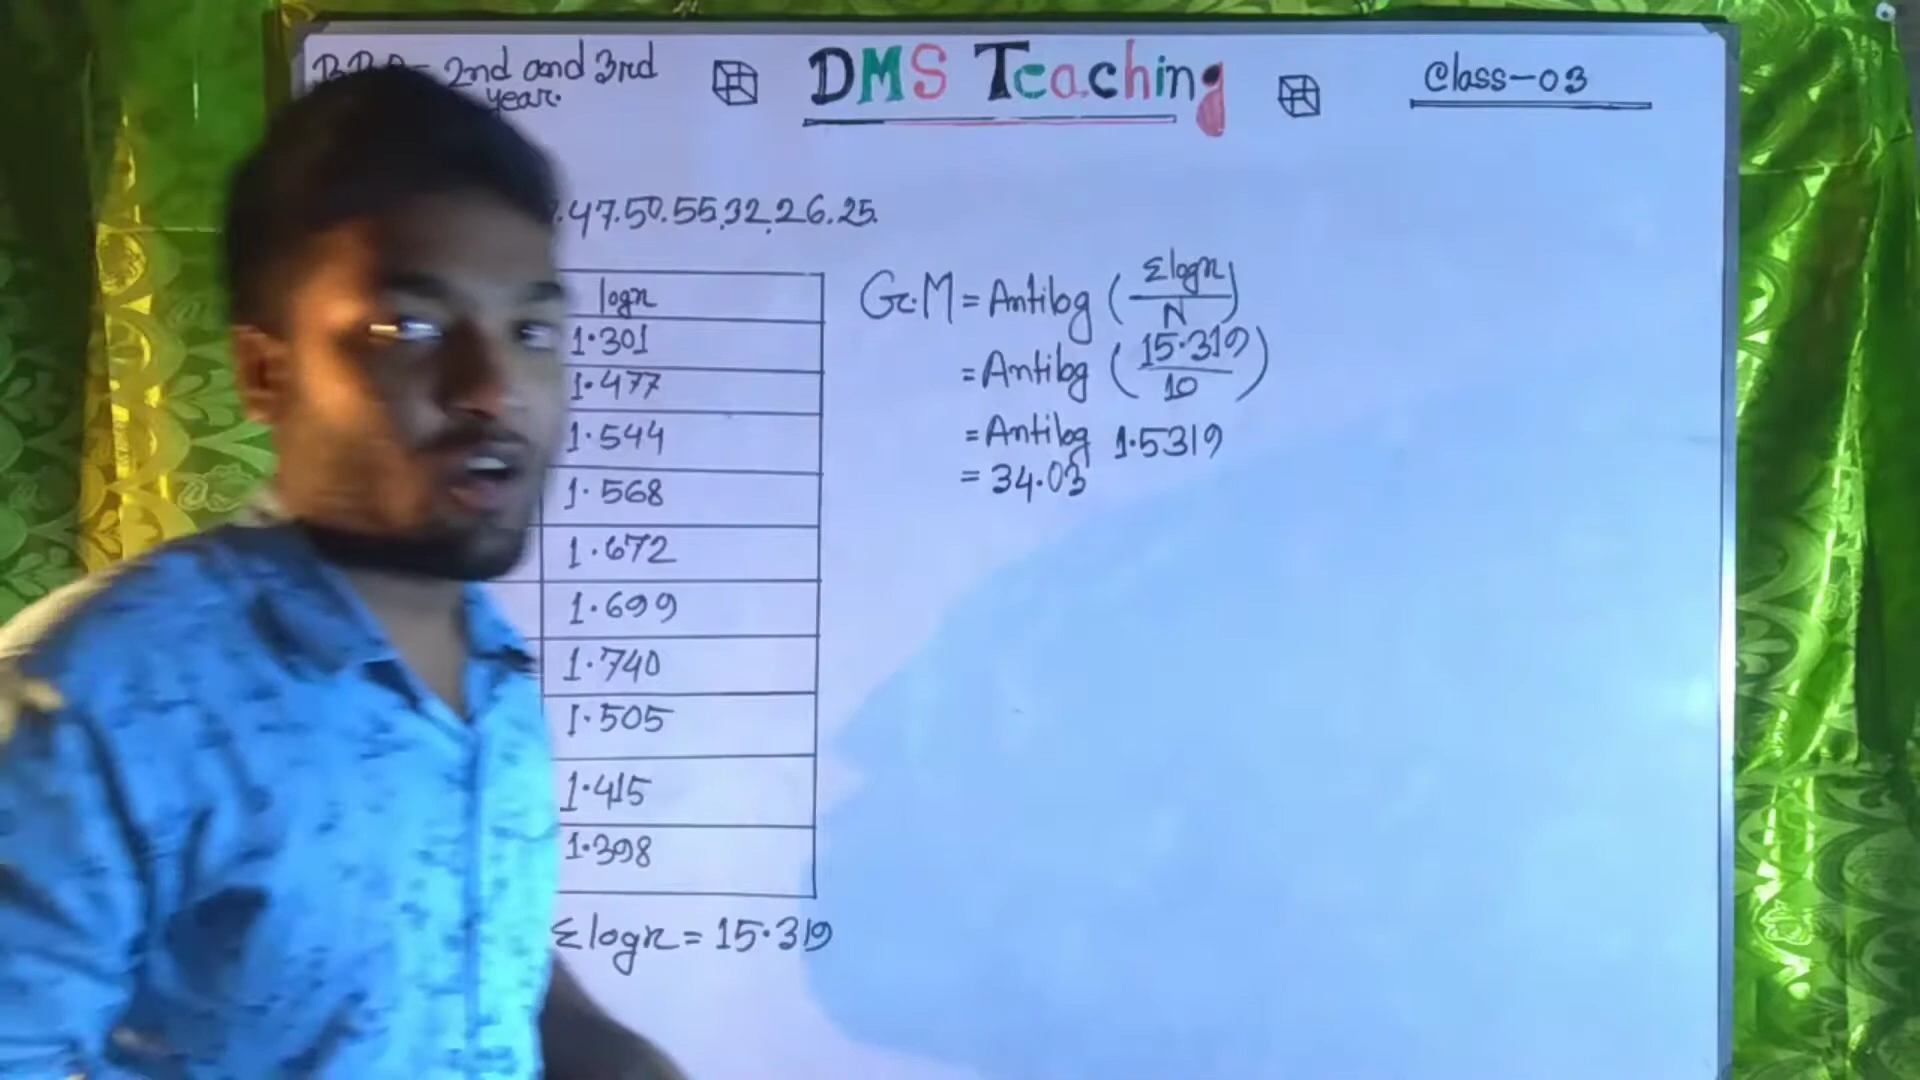 2nd and 3rd
year.
DMS Teaching
Class-03
.47.50.55,32,26.25.
logx
1.301
1.477
1.544
1.568
1.672
1.699
1.740
1.505
1.415
1.398
Σlogx = 15.319
G.M = Antilog (Σlogx/N)
= Antilog (15.319/10)
= Antilog 1.5319
= 34.03